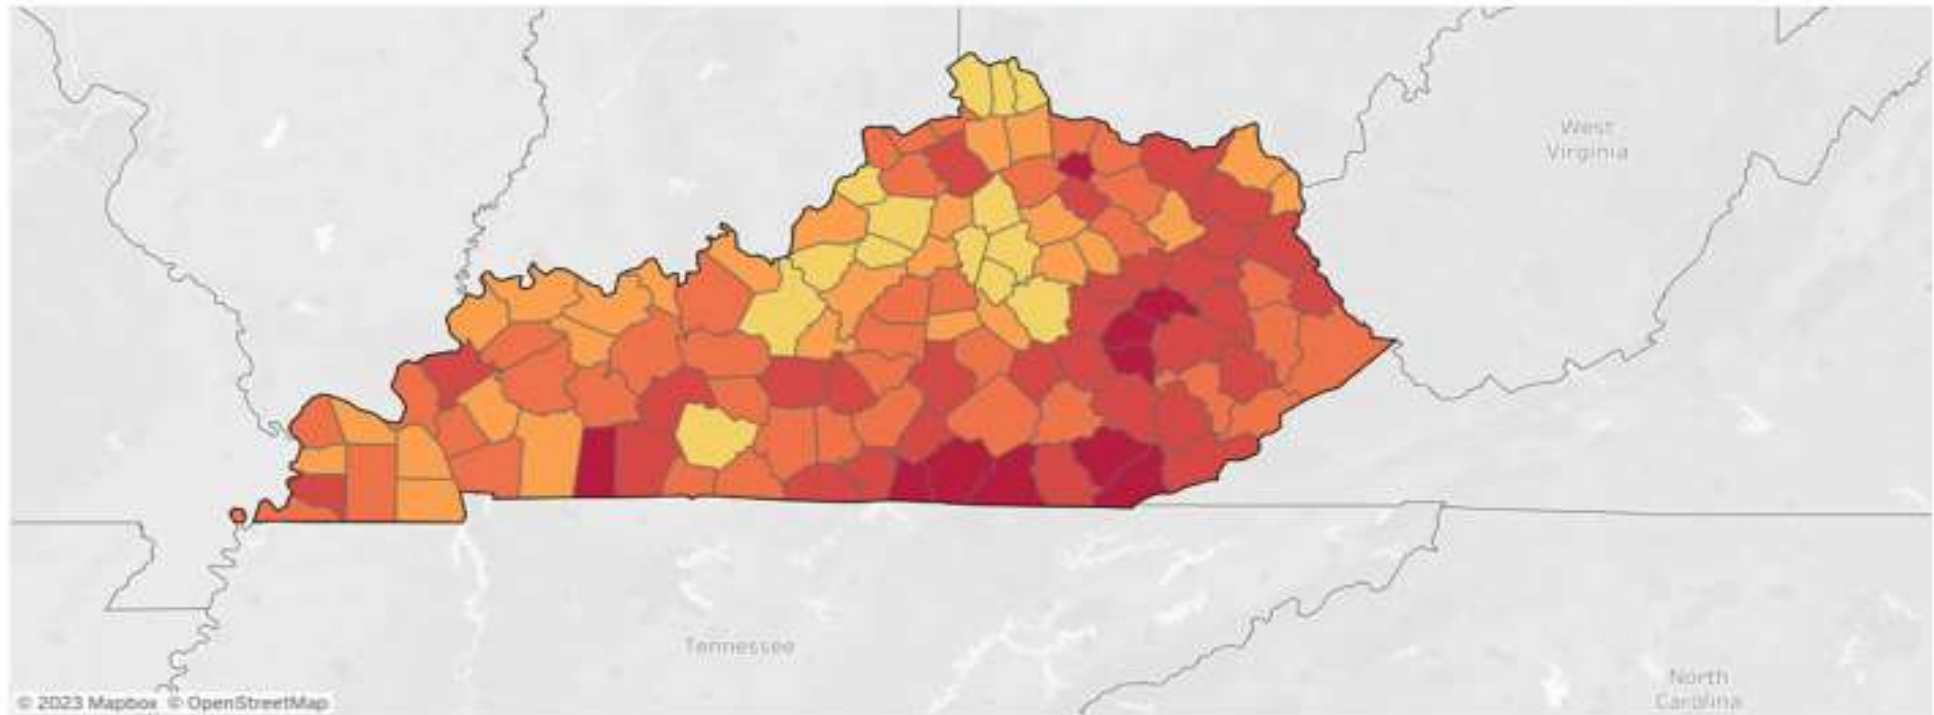 West
Virginia
Tennessee
North
Carolina
© 2023 Mapbox © OpenStreetMap